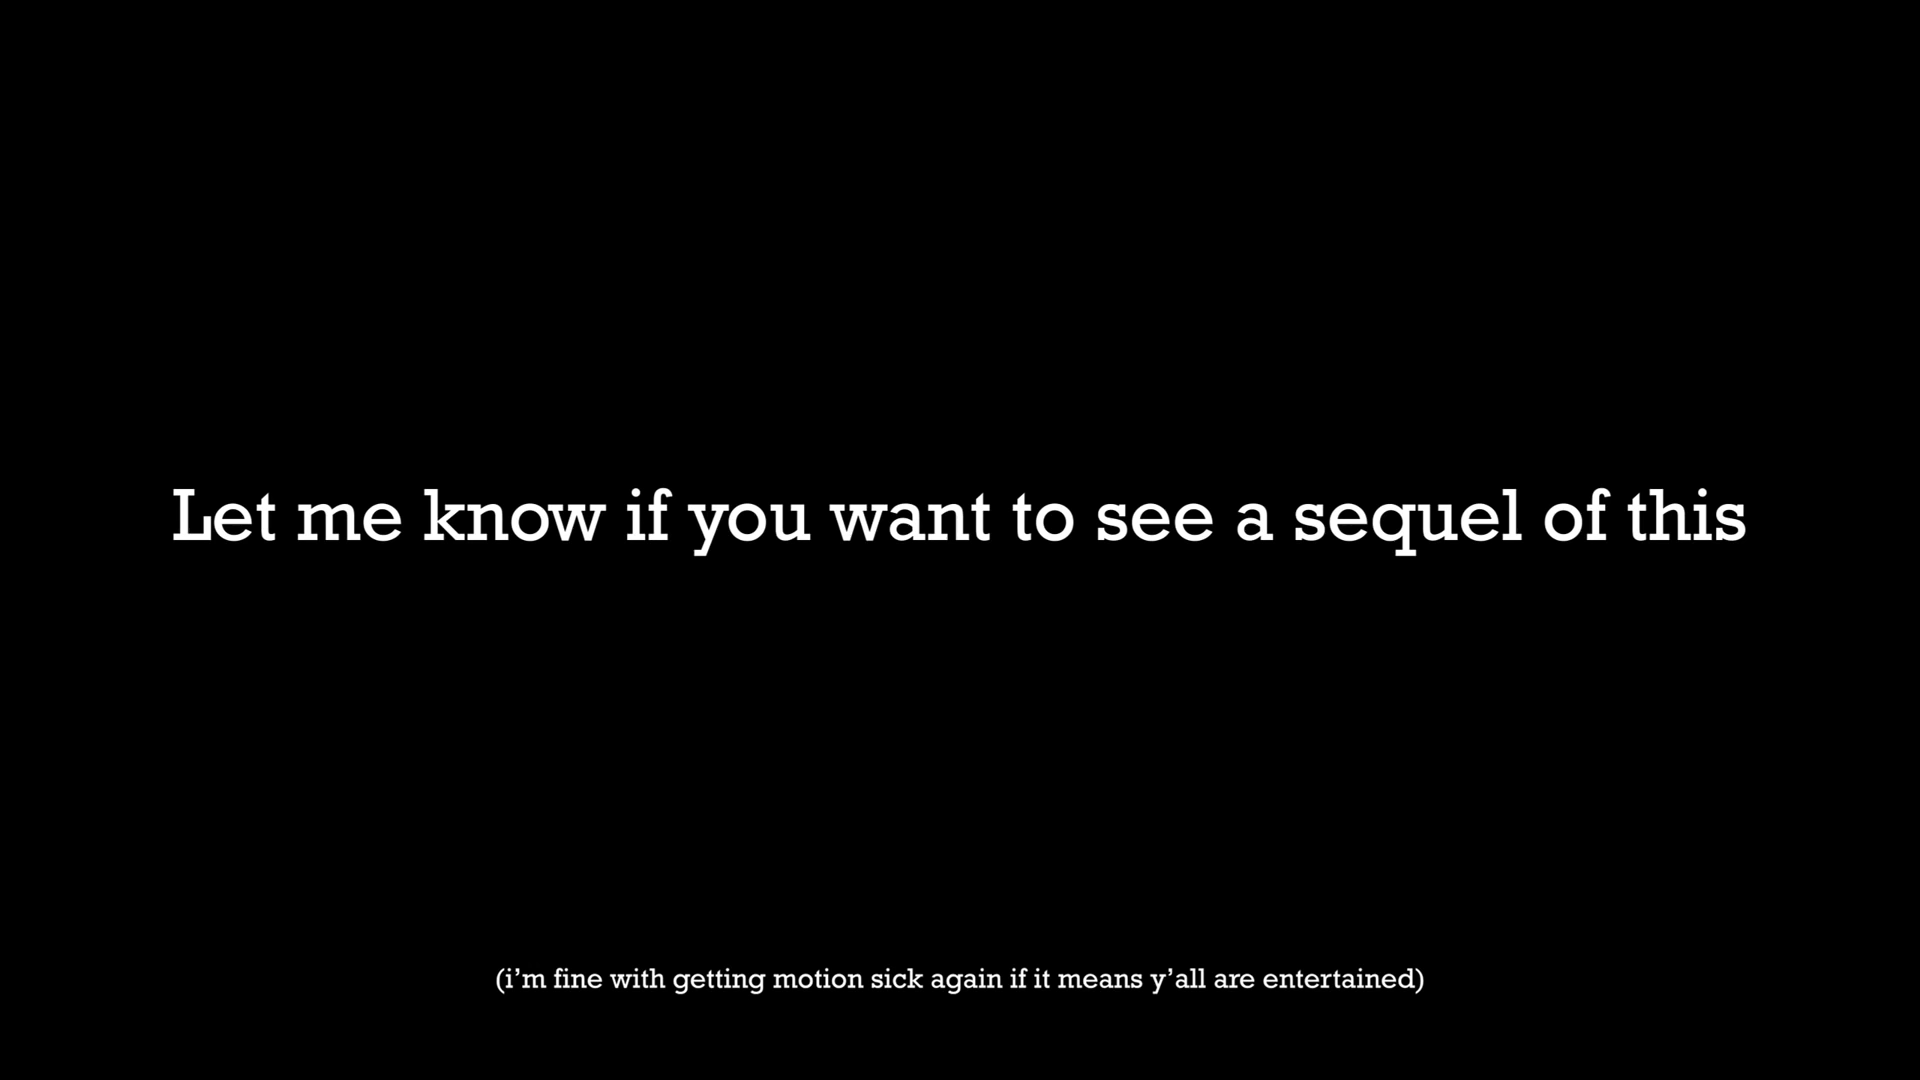 Let me know if you want to see a sequel of this
(i’m fine with getting motion sick again if it means y’all are entertained)